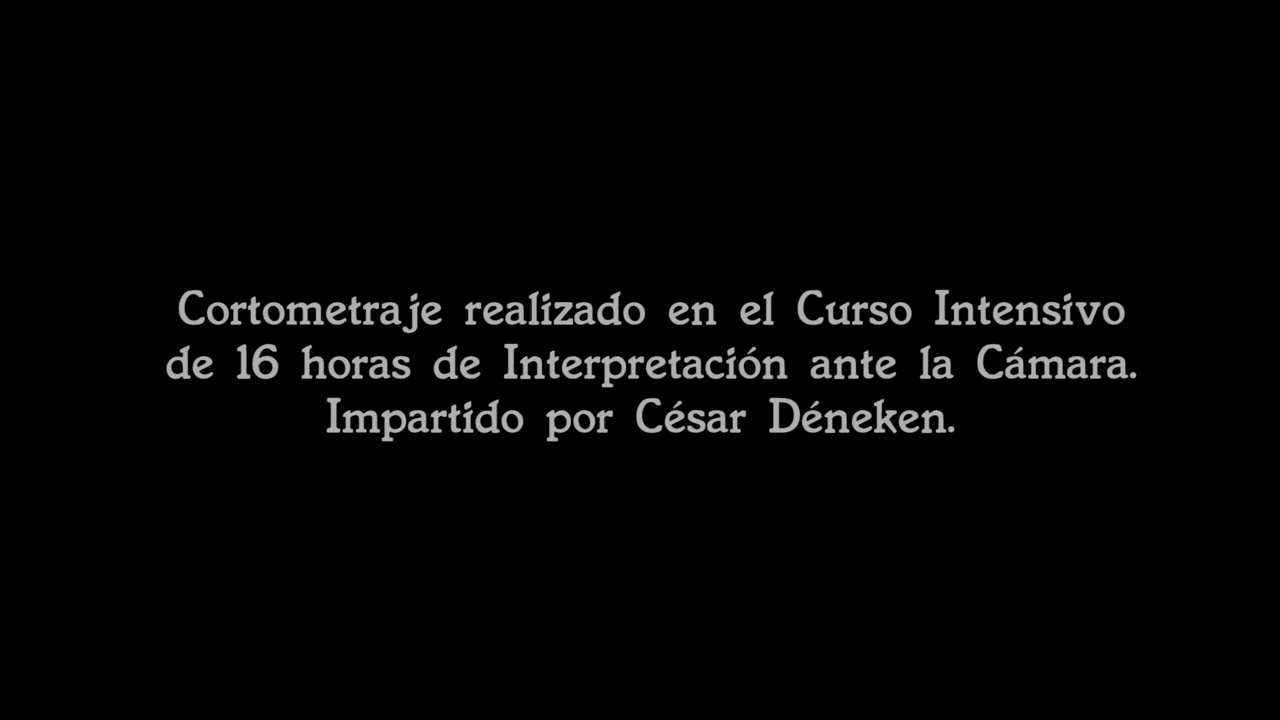 Cortometraje realizado en el Curso Intensivo
de 16 horas de Interpretación ante la Cámara.
Impartido por César Déneken.